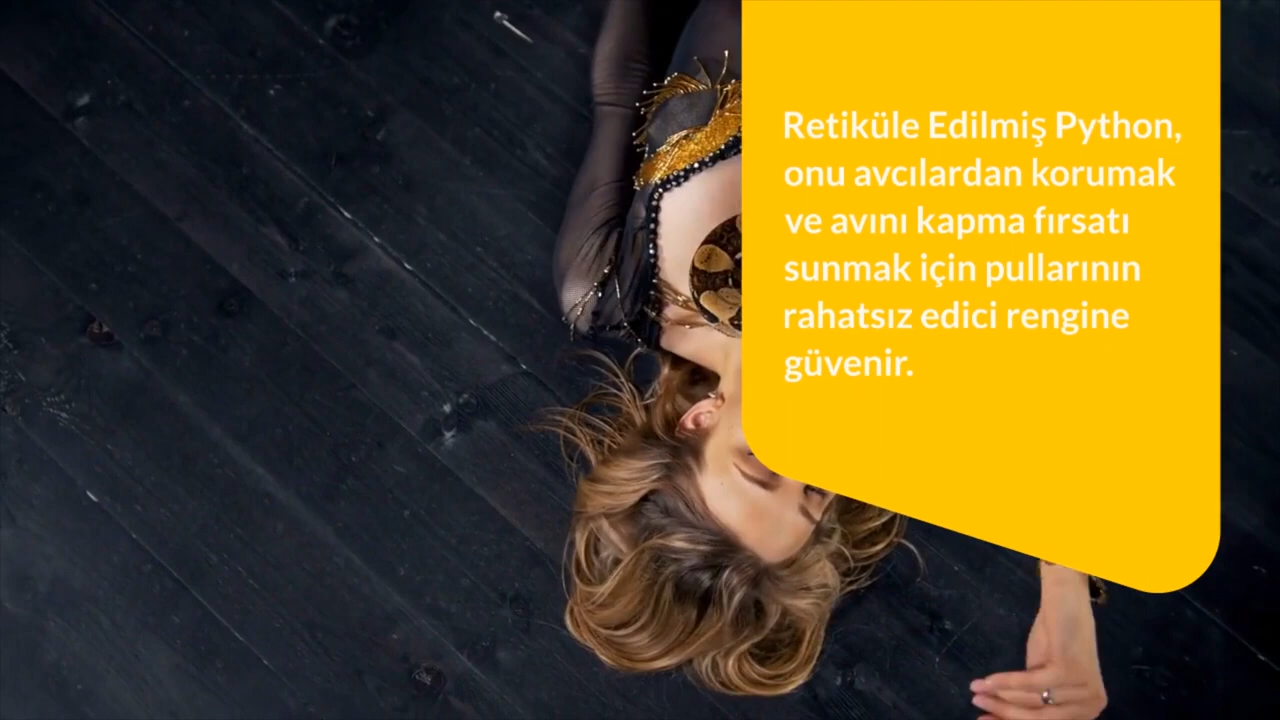 Retiküle Edilmiş Python,
onu avcılardan korumak
ve avını kapma fırsatı
sunmak için pullarının
rahatsız edici rengine
güvenir.